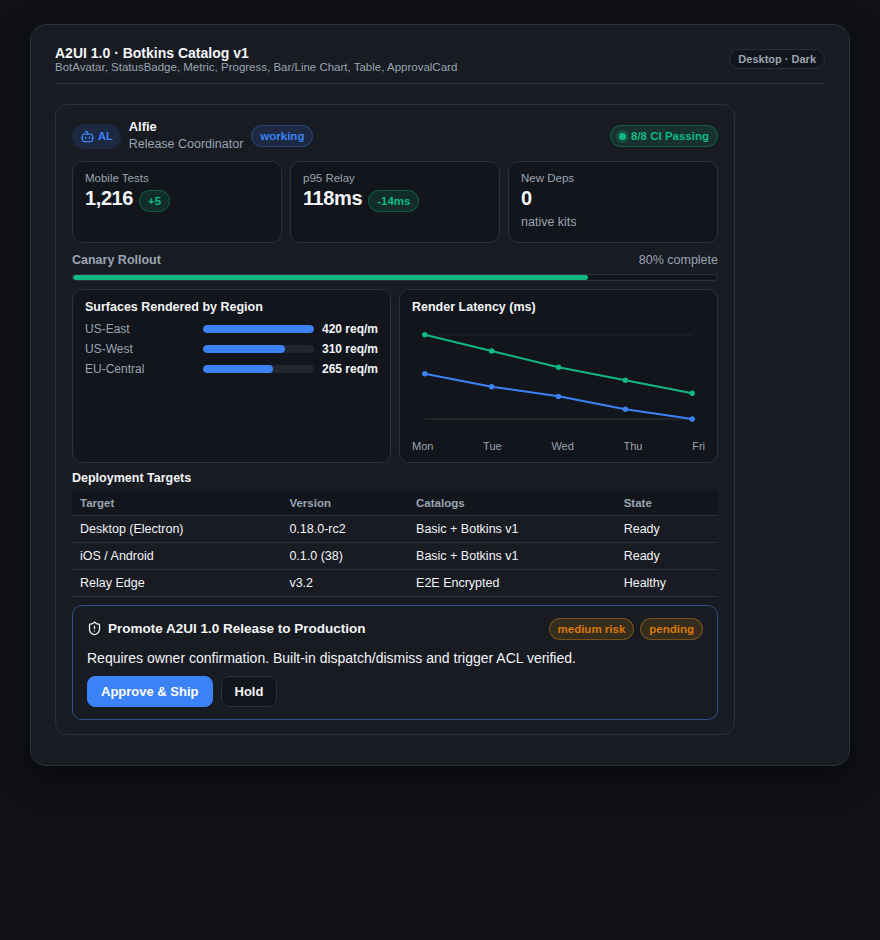 A2UI 1.0 · Botkins Catalog v1
BotAvatar, StatusBadge, Metric, Progress, Bar/Line Chart, Table, ApprovalCard
Desktop · Dark
AL
Alfie
Release Coordinator
working
8/8 CI Passing
Mobile Tests
1,216 +5
p95 Relay
118ms -14ms
New Deps
0
native kits
Canary Rollout
80% complete
Surfaces Rendered by Region
US-East 420 req/m
US-West 310 req/m
EU-Central 265 req/m
Render Latency (ms)
Mon Tue Wed Thu Fri
Deployment Targets
Target Version Catalogs State
Desktop (Electron) 0.18.0-rc2 Basic + Botkins v1 Ready
iOS / Android 0.1.0 (38) Basic + Botkins v1 Ready
Relay Edge v3.2 E2E Encrypted Healthy
Promote A2UI 1.0 Release to Production
medium risk pending
Requires owner confirmation. Built-in dispatch/dismiss and trigger ACL verified.
Approve & Ship Hold